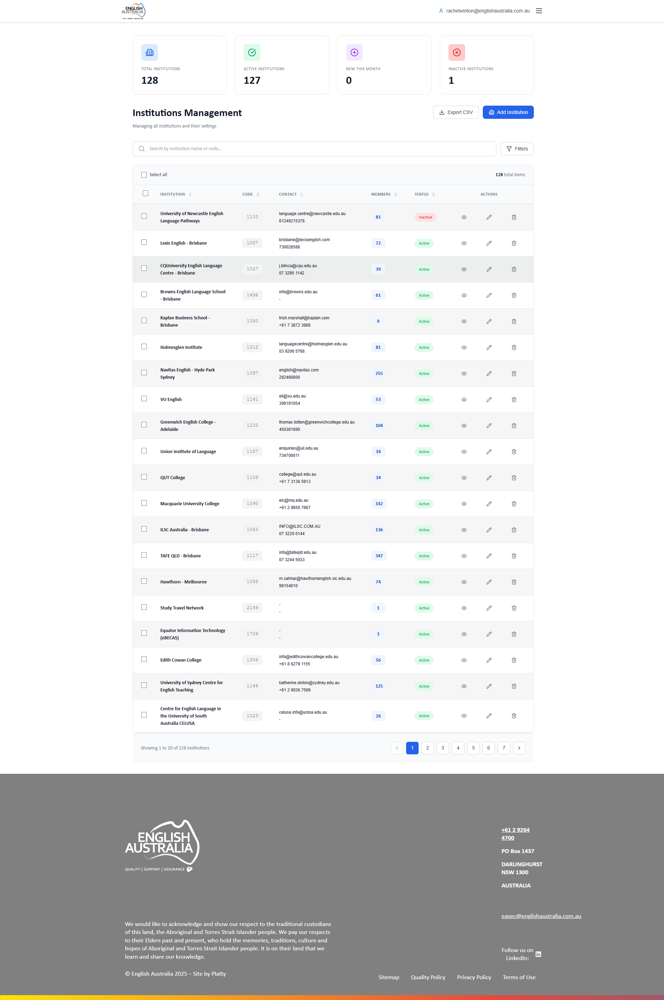 ENGLISH
AUSTRALIA
QUALITY | SUPPORT | ASSURANCE
rachelwinton@englishaustralia.com.au
TOTAL INSTITUTIONS
128
ACTIVE INSTITUTIONS
127
NEW THIS MONTH
0
INACTIVE INSTITUTIONS
1
Institutions Management
Managing all institutions and their settings
Export CSV
Add Institution
Search by institution name or code...
Filters
Select all
128 total items
INSTITUTION CODE CONTACT MEMBERS STATUS ACTIONS
University of Newcastle English
Language Pathways
1133
language.centre@newcastle.edu.au
61249215376
81
Inactive
Lexis English - Brisbane
1087
brisbane@lexisenglish.com
730028588
72
Active
CQUniversity English Language
Centre - Brisbane
1027
j.blinco@cqu.edu.au
07 3295 1142
39
Active
Browns English Language School
- Brisbane
1496
info@browns.edu.au
-
61
Active
Kaplan Business School -
Brisbane
1080
trish.marshall@kaplan.com
+61 7 3872 3888
9
Active
Holmesglen Institute
1312
languagecentre@holmesglen.edu.au
03 9206 5768
81
Active
Navitas English - Hyde Park
Sydney
1097
english@navitas.com
282466800
255
Active
VU English
1141
eli@vu.edu.au
399191054
53
Active
Greenwich English College -
Adelaide
1233
thomas.totten@greenwichcollege.edu.au
450381690
104
Active
Union Institute of Language
1187
enquiries@uil.edu.au
734700011
34
Active
QUT College
1109
college@qut.edu.au
+61 7 3138 5913
34
Active
Macquarie University College
1090
elc@mq.edu.au
+61 2 9850 7667
142
Active
ILSC Australia - Brisbane
1063
INFO@ILSC.COM.AU
07 3220 0144
136
Active
TAFE QLD - Brisbane
1117
info@tafeqld.edu.au
07 3244 5033
347
Active
Hawthorn - Melbourne
1058
m.sahhar@hawthornenglish.vic.edu.au
98154010
74
Active
Study Travel Network
2189
-
-
1
Active
Equator Information Technology
(eBECAS)
1704
-
-
3
Active
Edith Cowan College
1306
info@edithcowancollege.edu.au
+61 8 6279 1155
56
Active
University of Sydney Centre for
English Teaching
1144
katherine.olston@sydney.edu.au
+61 2 9036 7509
125
Active
Centre for English Language in
the University of South
Australia CELUSA
1023
celusa.info@unisa.edu.au
-
26
Active
Showing 1 to 20 of 128 institutions
1 2 3 4 5 6 7
ENGLISH
AUSTRALIA
QUALITY | SUPPORT | ASSURANCE
+61 2 9264
4700
PO Box 1437
DARLINGHURST
NSW 1300
AUSTRALIA
easec@englishaustralia.com.au
We would like to acknowledge and show our respect to the traditional custodians
of this land, the Aboriginal and Torres Strait Islander people. We pay our respects
to their Elders past and present, who hold the memories, traditions, culture and
hopes of Aboriginal and Torres Strait Islander people. It is on their land that we
learn and share our knowledge.
Follow us on
LinkedIn:
© English Australia 2025 – Site by Platty
Sitemap Quality Policy Privacy Policy Terms of Use